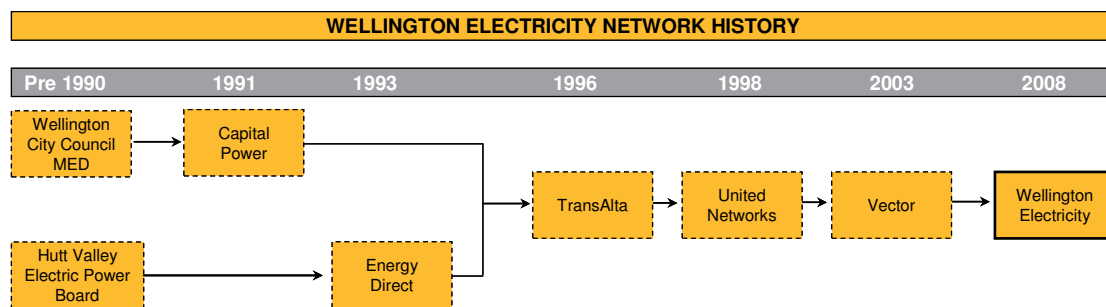 WELLINGTON ELECTRICITY NETWORK HISTORY
Pre 1990 1991 1993 1996 1998 2003 2008
Wellington
City Council
MED
Capital
Power
TransAlta
United
Networks
Vector
Wellington
Electricity
Hutt Valley
Electric Power
Board
Energy
Direct